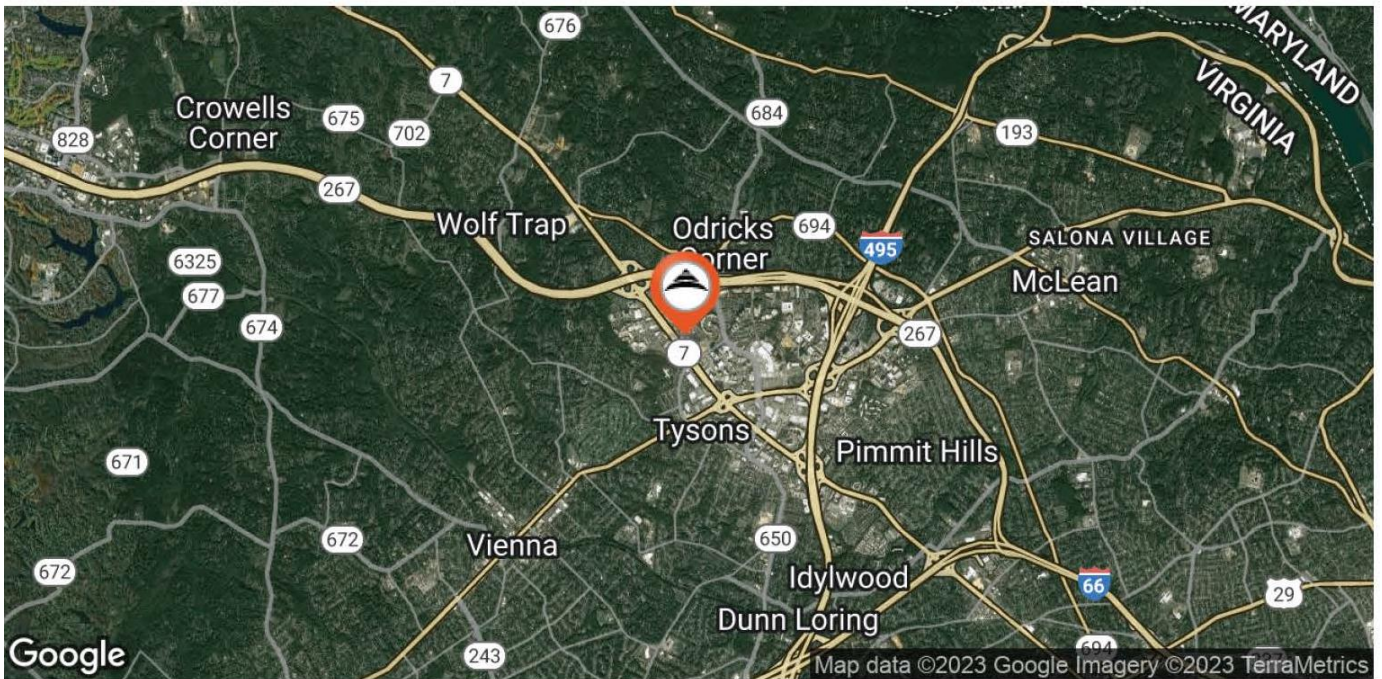 676
MARYLAND
VIRGINIA
7
Crowells
Corner
675
702
684
828
193
267
Wolf Trap
Odricks
Corner
694
495
SALONA VILLAGE
McLean
6325
677
674
267
7
Tysons
Pimmit Hills
671
672
Vienna
650
672
Idylwood
66
29
Dunn Loring
243
694
Google
Map data ©2023 Google Imagery ©2023 TerraMetrics